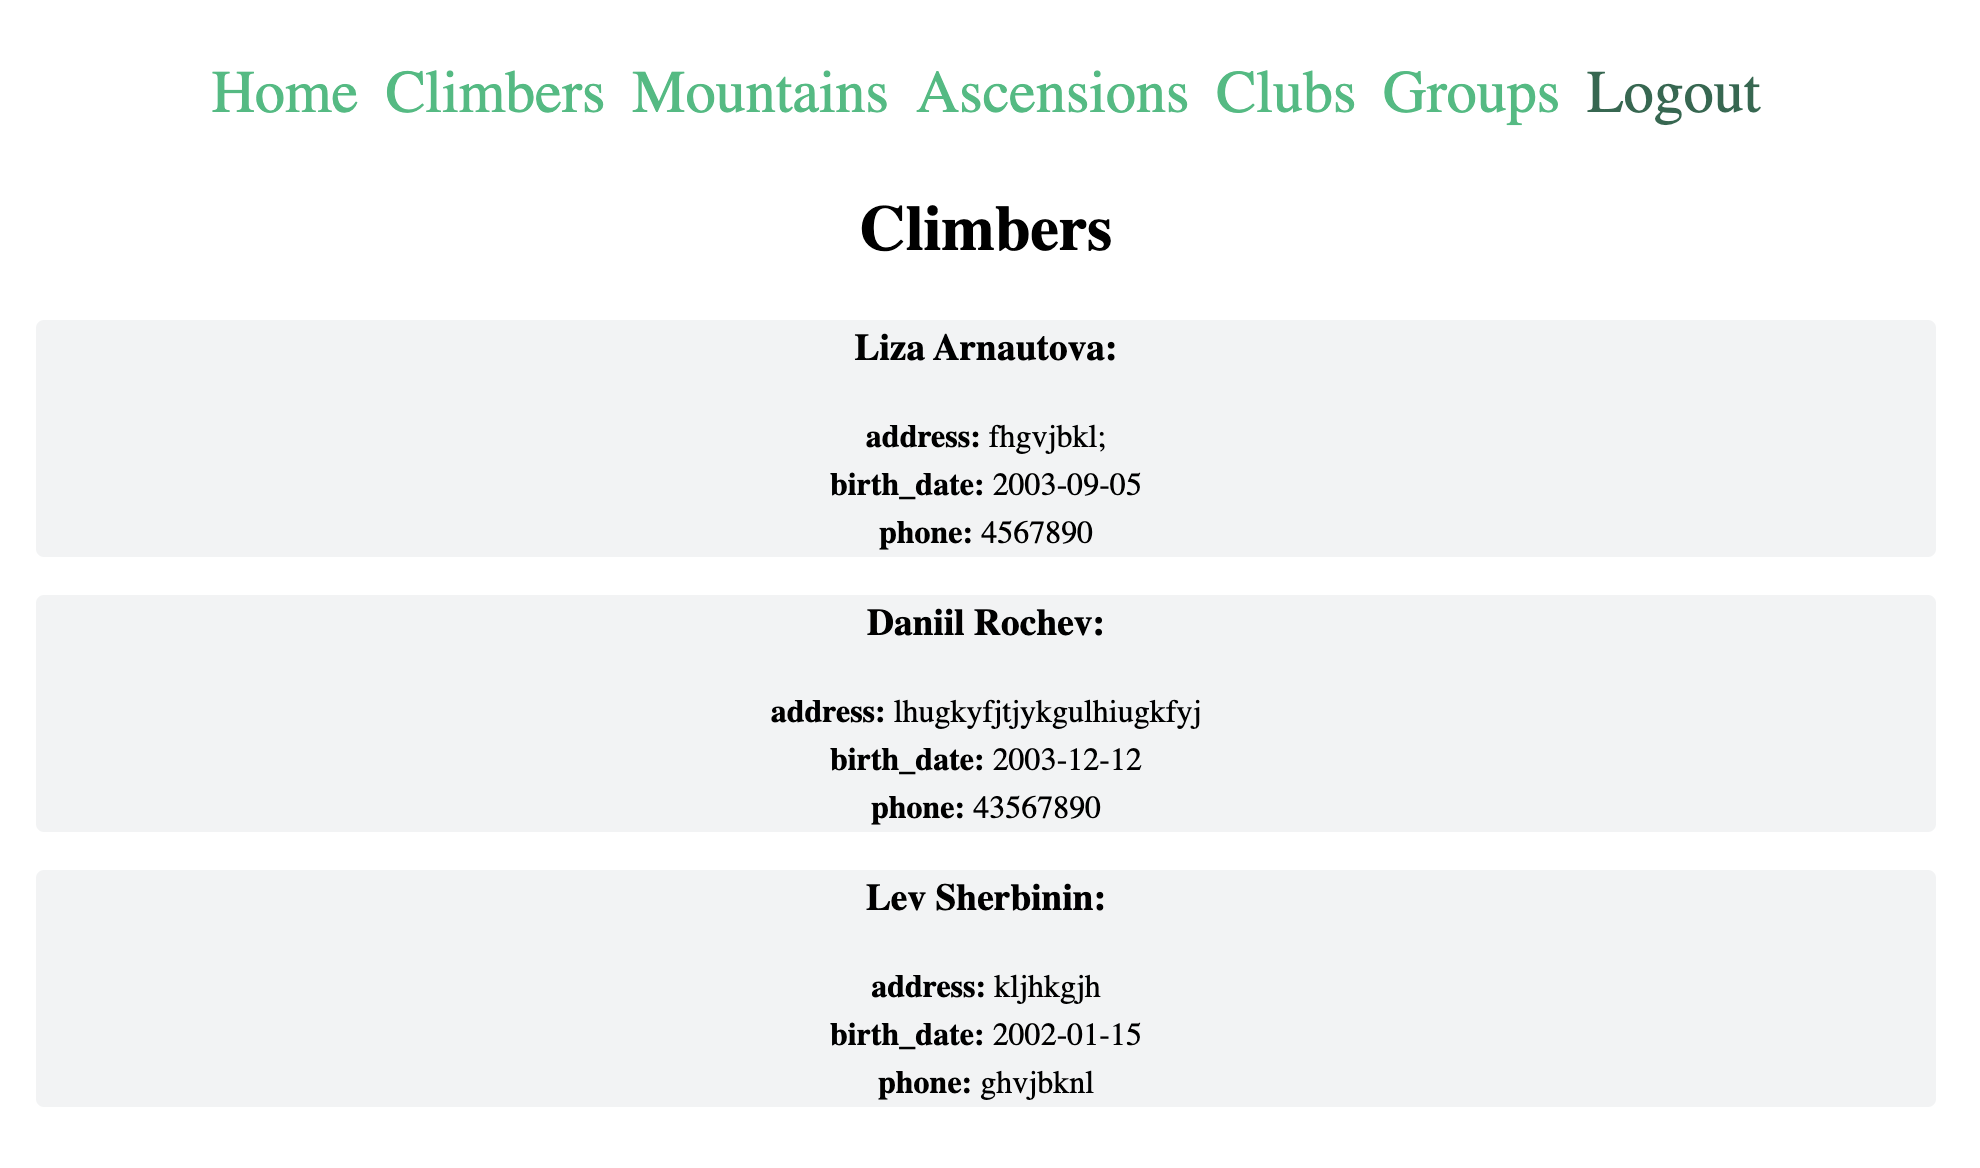 Home Climbers Mountains Ascensions Clubs Groups Logout
Climbers
Liza Arnautova:
address: fhgvjbkl;
birth_date: 2003-09-05
phone: 4567890
Daniil Rochev:
address: lhugkyfjtjykgulhiugkfyj
birth_date: 2003-12-12
phone: 43567890
Lev Sherbinin:
address: kljhkgjh
birth_date: 2002-01-15
phone: ghvjbknl